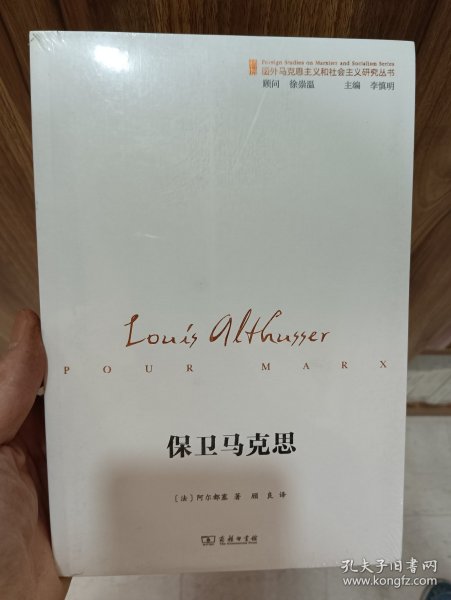 Foreign Studies on Marxism and Socialism Series
国外马克思主义和社会主义研究丛书
顾问 徐崇温 主编 李慎明
Louis Althusser
POUR MARX
保卫马克思
〔法〕阿尔都塞 著 顾 良 译
商务印书馆
The Commercial Press
孔夫子旧书网
www.kongfz.com